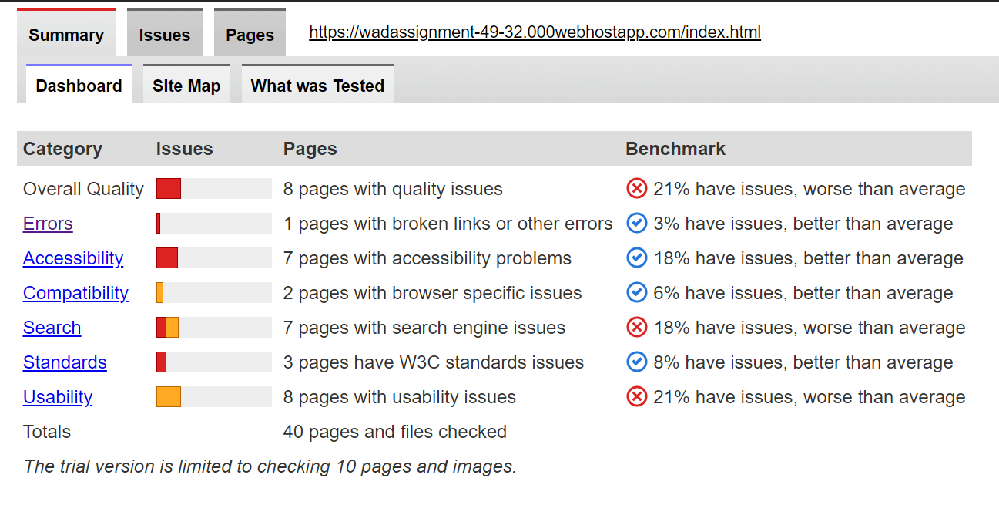 Summary Issues Pages https://wadassignment-49-32.000webhostapp.com/index.html
Dashboard Site Map What was Tested
Category Issues Pages Benchmark
Overall Quality 8 pages with quality issues 21% have issues, worse than average
Errors 1 pages with broken links or other errors 3% have issues, better than average
Accessibility 7 pages with accessibility problems 18% have issues, better than average
Compatibility 2 pages with browser specific issues 6% have issues, better than average
Search 7 pages with search engine issues 18% have issues, worse than average
Standards 3 pages have W3C standards issues 8% have issues, better than average
Usability 8 pages with usability issues 21% have issues, worse than average
Totals 40 pages and files checked
The trial version is limited to checking 10 pages and images.